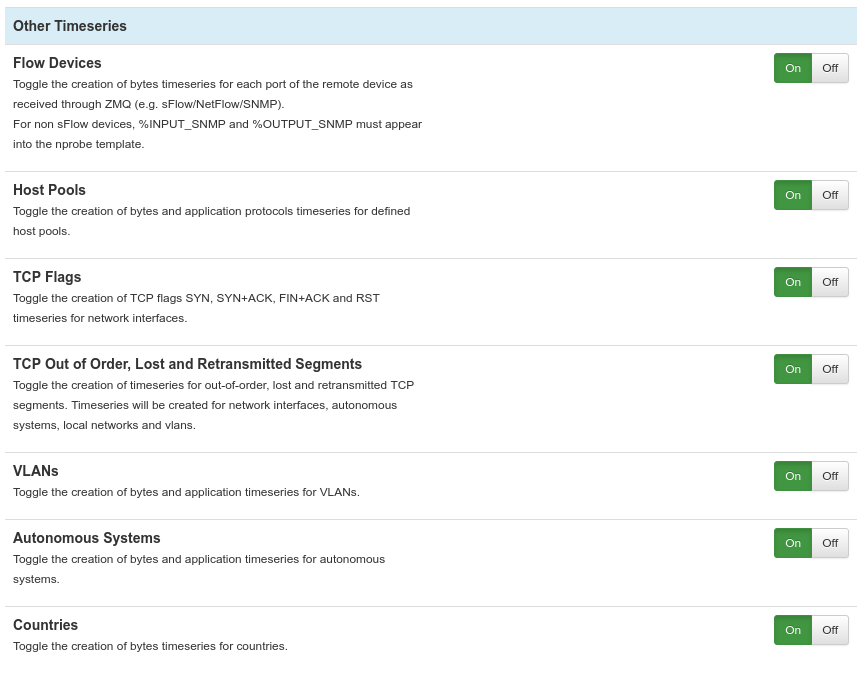 Other Timeseries
Flow Devices
On Off
Toggle the creation of bytes timeseries for each port of the remote device as
received through ZMQ (e.g. sFlow/NetFlow/SNMP).
For non sFlow devices, %INPUT_SNMP and %OUTPUT_SNMP must appear
into the nprobe template.
Host Pools
On Off
Toggle the creation of bytes and application protocols timeseries for defined
host pools.
TCP Flags
On Off
Toggle the creation of TCP flags SYN, SYN+ACK, FIN+ACK and RST
timeseries for network interfaces.
TCP Out of Order, Lost and Retransmitted Segments
On Off
Toggle the creation of timeseries for out-of-order, lost and retransmitted TCP
segments. Timeseries will be created for network interfaces, autonomous
systems, local networks and vlans.
VLANs
On Off
Toggle the creation of bytes and application timeseries for VLANs.
Autonomous Systems
On Off
Toggle the creation of bytes and application timeseries for autonomous
systems.
Countries
On Off
Toggle the creation of bytes timeseries for countries.